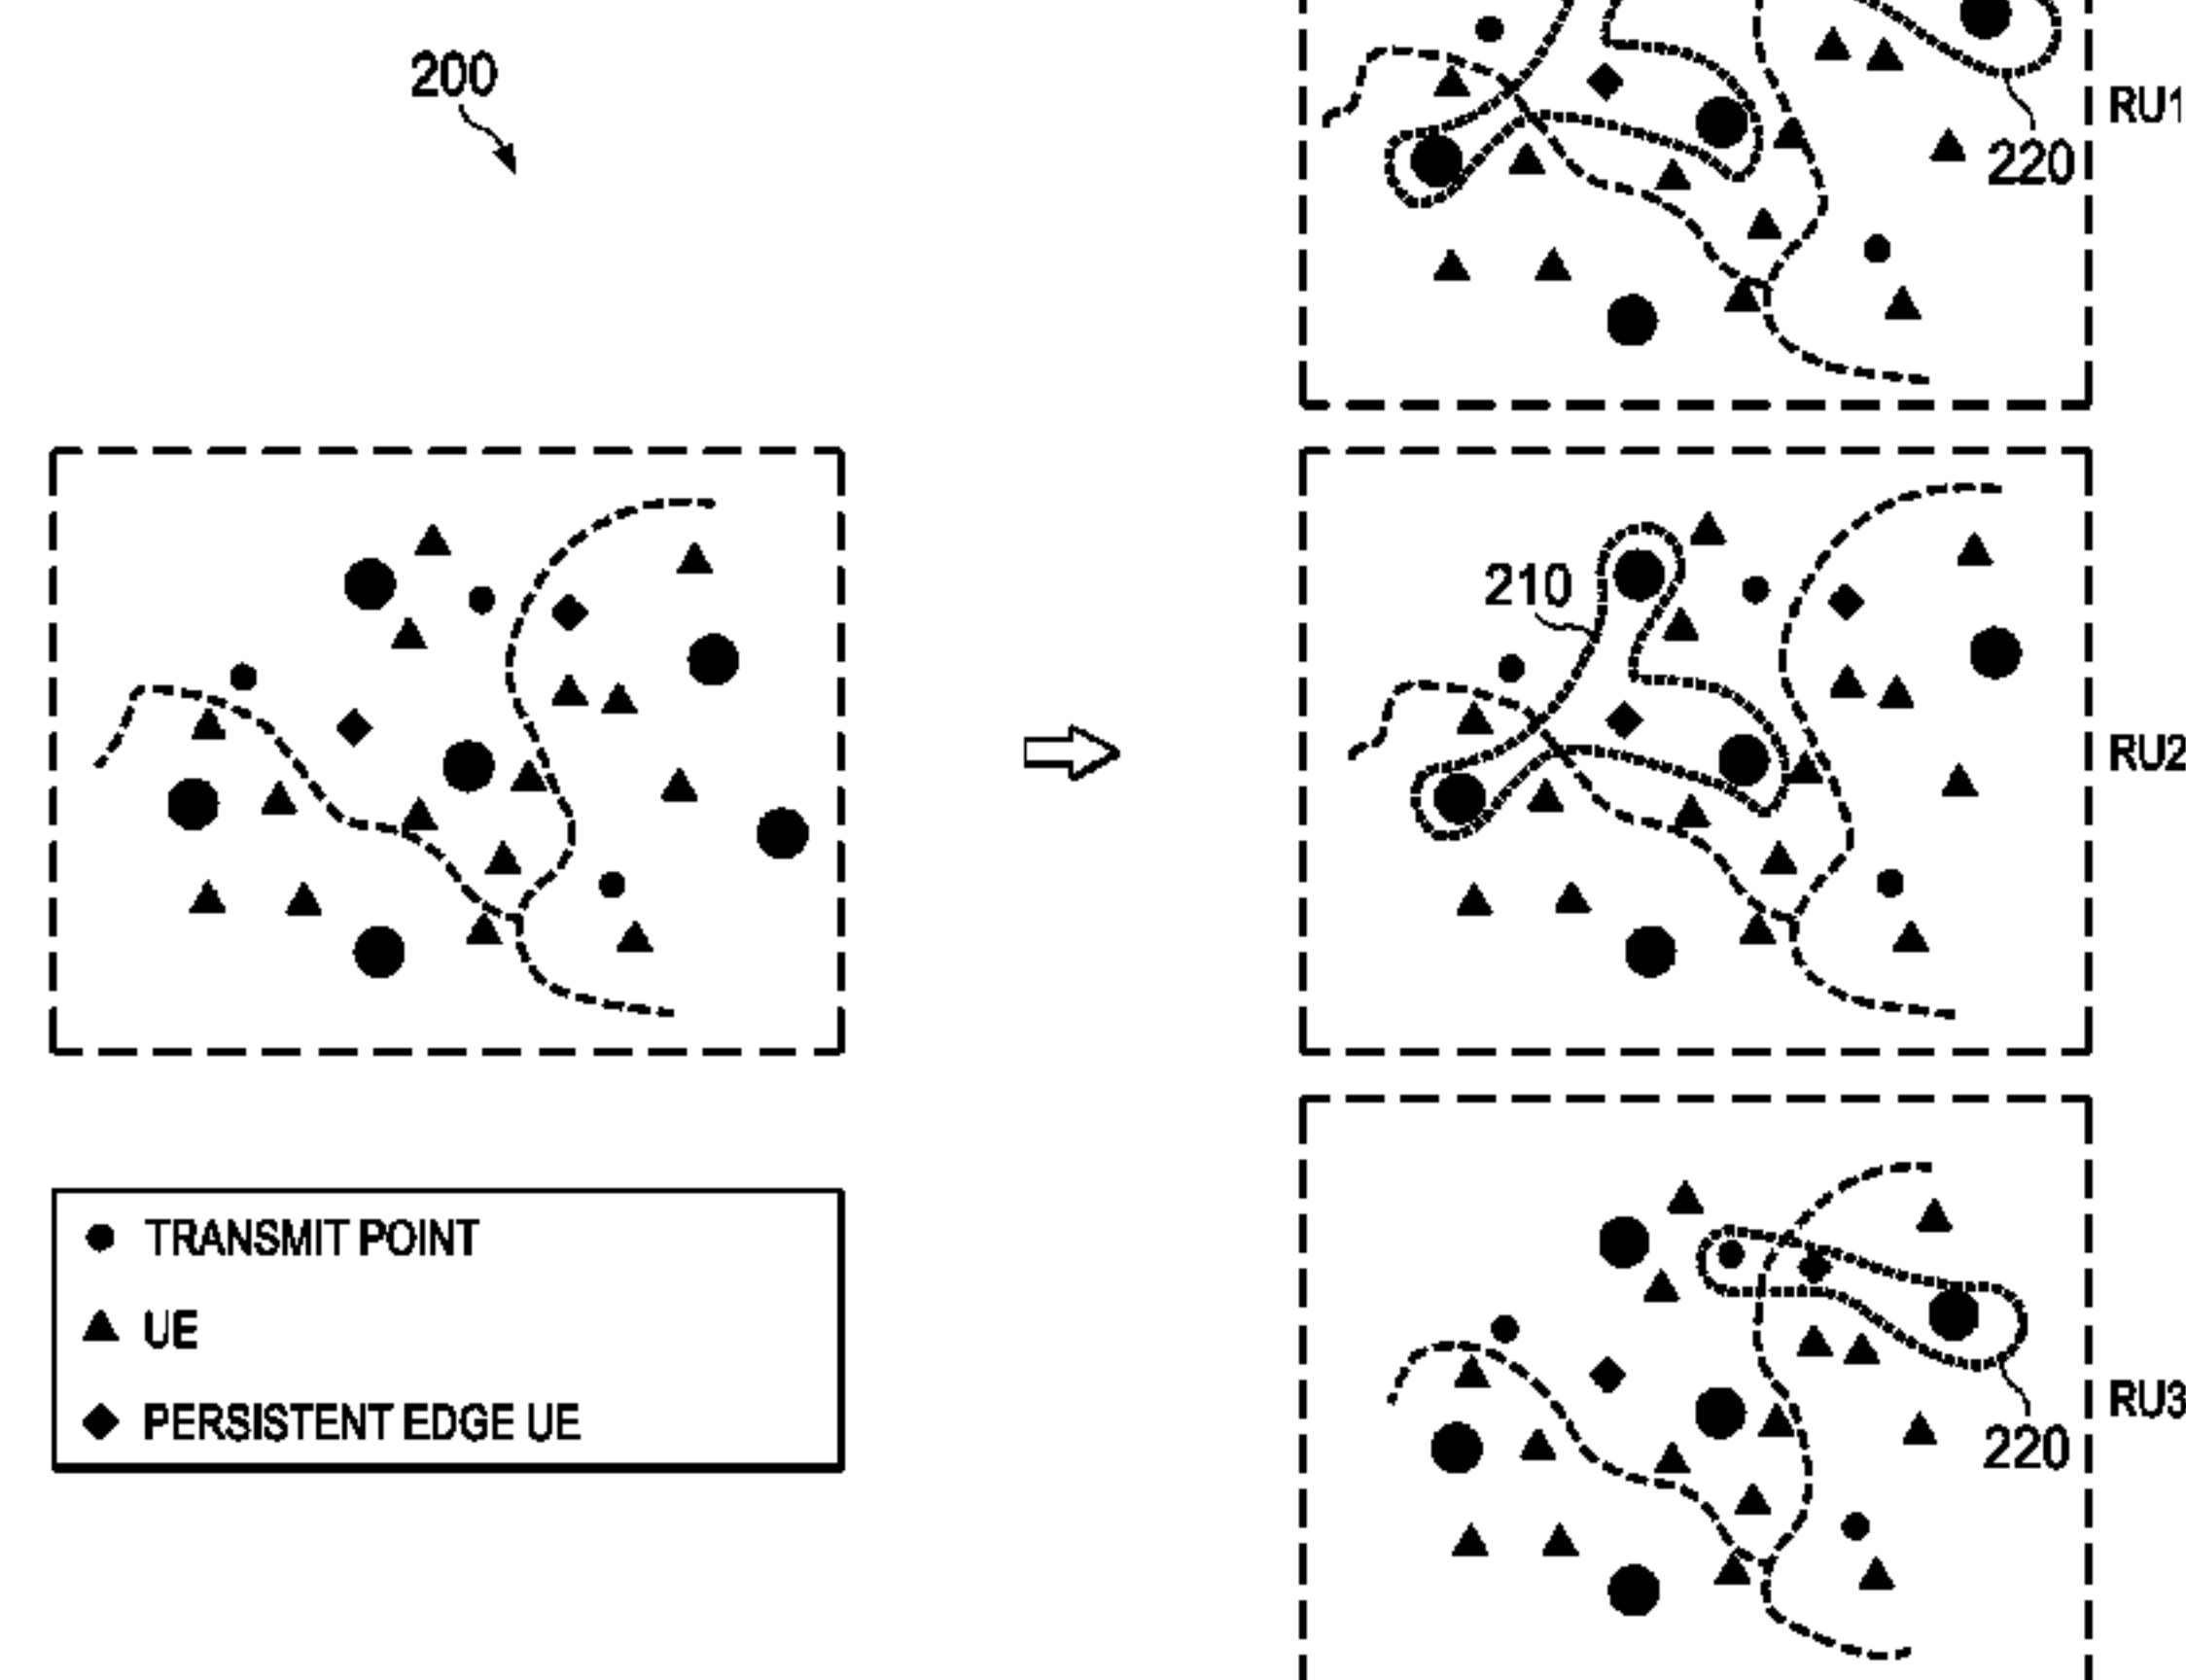 200
RU1
220
210
RU2
TRANSMIT POINT
UE
PERSISTENT EDGE UE
RU3
220